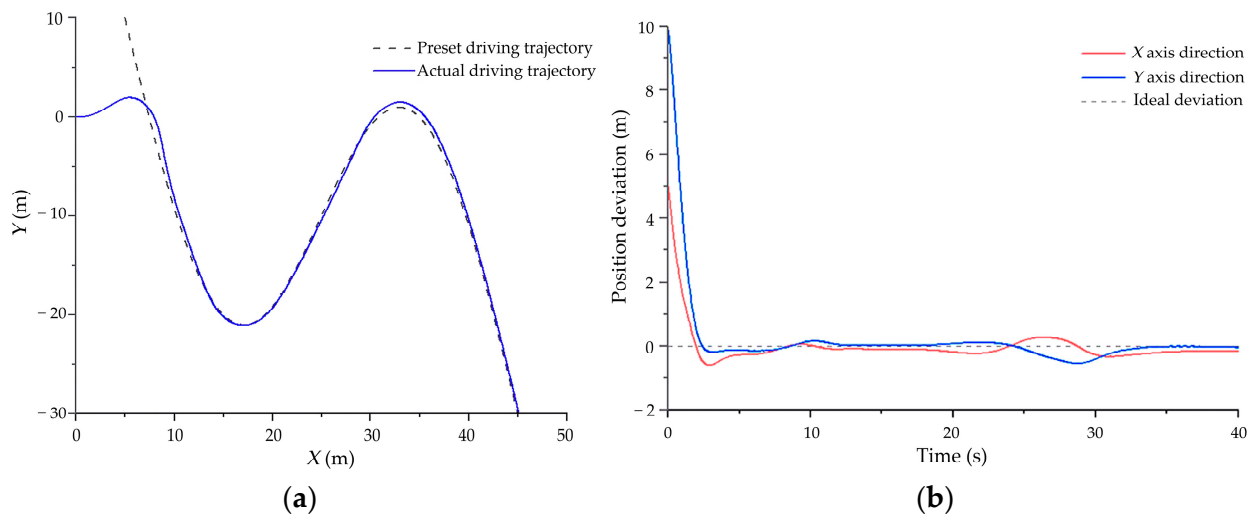 10
0
−10
−20
−30
Y (m)
0
10
20
30
40
50
X (m)
Preset driving trajectory
Actual driving trajectory
(a)
10
8
6
4
2
0
−2
Position deviation (m)
0
10
20
30
40
Time (s)
X axis direction
Y axis direction
Ideal deviation
(b)